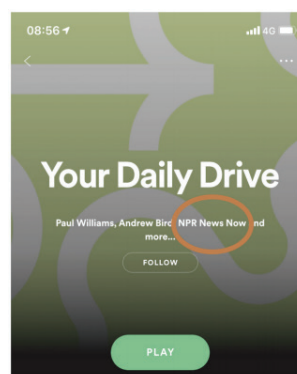 08:56 4G
Your Daily Drive
Paul Williams, Andrew Bird, NPR News Now and
more...
FOLLOW
PLAY